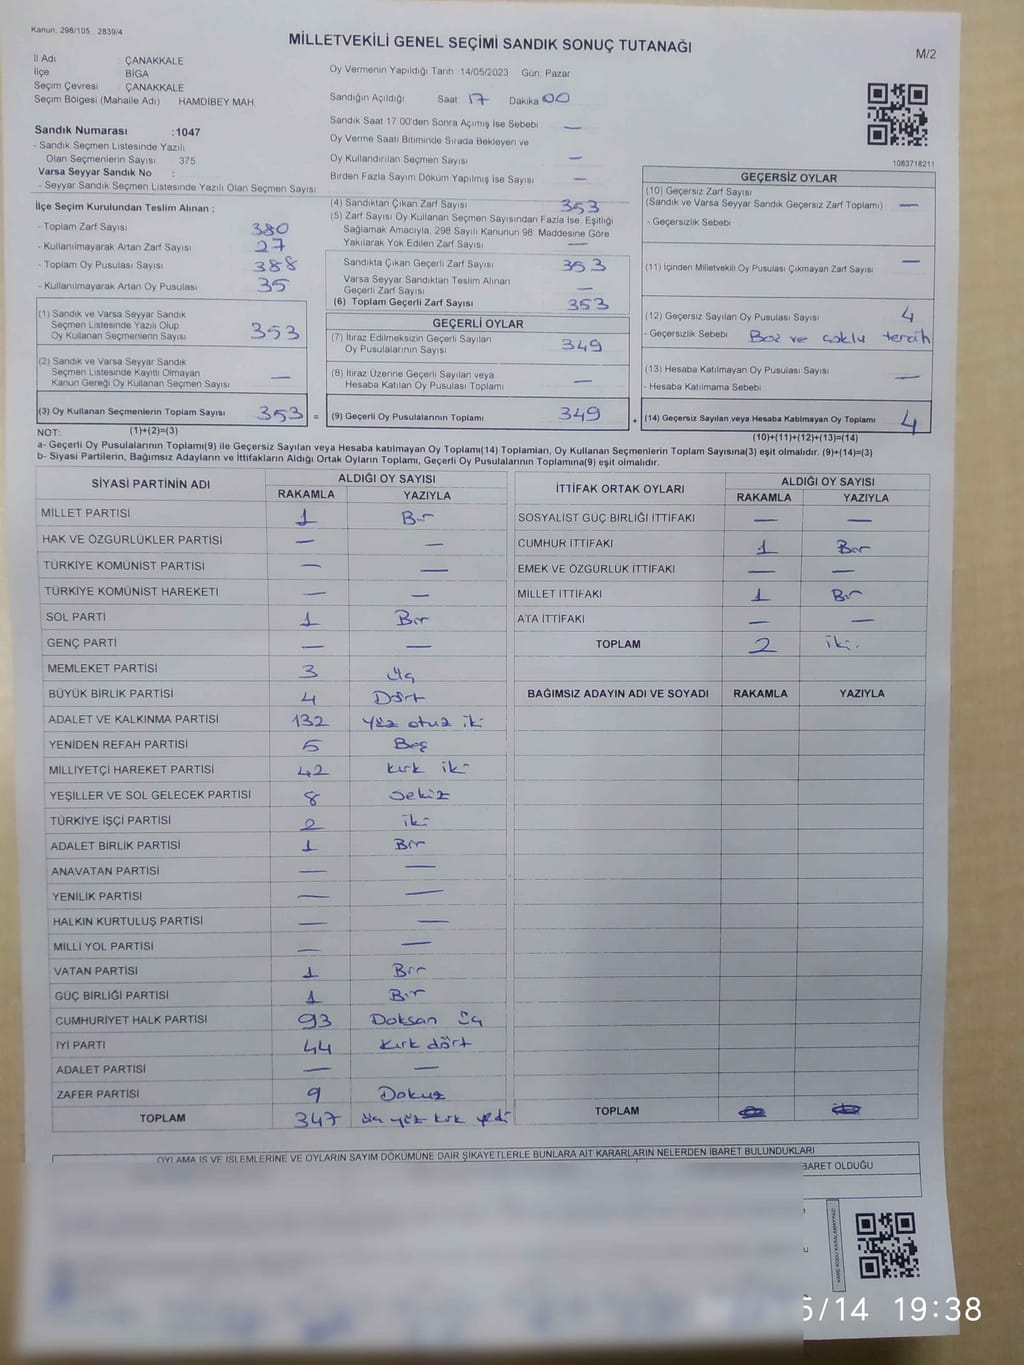 Kanun: 298/105 , 2839/4
MİLLETVEKİLİ GENEL SEÇİMİ SANDIK SONUÇ TUTANAĞI
M/2
İl Adı ÇANAKKALE
İlçe BİGA
Seçim Çevresi ÇANAKKALE
Seçim Bölgesi (Mahalle Adı) HAMDİBEY MAH.
Sandık Numarası :1047
- Sandık Seçmen Listesinde Yazılı
Olan Seçmenlerin Sayısı 375
Varsa Seyyar Sandık No :
- Seyyar Sandık Seçmen Listesinde Yazılı Olan Seçmen Sayısı:
Oy Vermenin Yapıldığı Tarih 14/05/2023 Gün: Pazar
Sandığın Açıldığı Saat 17 Dakika 00
Sandık Saat 17.00'den Sonra Açımış İse Sebebi —
Oy Verme Saati Bitiminde Sırada Bekleyen ve
Oy Kullandırılan Seçmen Sayısı —
Birden Fazla Sayım Döküm Yapılmış İse Sayısı —
1083718211
İlçe Seçim Kurulundan Teslim Alınan ;
- Toplam Zarf Sayısı 380
- Kullanılmayarak Artan Zarf Sayısı 27
- Toplam Oy Pusulası Sayısı 388
- Kullanılmayarak Artan Oy Pusulası 35
(1) Sandık ve Varsa Seyyar Sandık
Seçmen Listesinde Yazılı Olup
Oy Kullanan Seçmenlerin Sayısı 353
(2) Sandık ve Varsa Seyyar Sandık
Seçmen Listesinde Kayıtlı Olmayan
Kanun Gereği Oy Kullanan Seçmen Sayısı —
(3) Oy Kullanan Seçmenlerin Toplam Sayısı 353 =
(1)+(2)=(3)
(4) Sandıktan Çıkan Zarf Sayısı 353
(5) Zarf Sayısı Oy Kullanan Seçmen Sayısından Fazla İse, Eşitliği
Sağlamak Amacıyla, 298 Sayılı Kanunun 98. Maddesine Göre
Yakılarak Yok Edilen Zarf Sayısı —
Sandıkta Çıkan Geçerli Zarf Sayısı 353
Varsa Seyyar Sandıktan Teslim Alınan
Geçerli Zarf Sayısı —
(6) Toplam Geçerli Zarf Sayısı 353
GEÇERLİ OYLAR
(7) İtiraz Edilmeksizin Geçerli Sayılan
Oy Pusulalarının Sayısı 349
(8) İtiraz Üzerine Geçerli Sayılan veya
Hesaba Katılan Oy Pusulası Toplamı —
(9) Geçerli Oy Pusulalarının Toplamı 349 +
GEÇERSİZ OYLAR
(10) Geçersiz Zarf Sayısı
(Sandık ve Varsa Seyyar Sandık Geçersiz Zarf Toplamı) —
- Geçersizlik Sebebi
(11) İçinden Milletvekili Oy Pusulası Çıkmayan Zarf Sayısı —
(12) Geçersiz Sayılan Oy Pusulası Sayısı 4
- Geçersizlik Sebebi Boş ve çoklu tercih
(13) Hesaba Katılmayan Oy Pusulası Sayısı —
- Hesaba Katılmama Sebebi
(14) Geçersiz Sayılan veya Hesaba Katılmayan Oy Toplamı 4
(10)+(11)+(12)+(13)=(14)
NOT:
a- Geçerli Oy Pusulalarının Toplamı(9) ile Geçersiz Sayılan veya Hesaba katılmayan Oy Toplamı(14) Toplamları, Oy Kullanan Seçmenlerin Toplam Sayısına(3) eşit olmalıdır. (9)+(14)=(3)
b- Siyasi Partilerin, Bağımsız Adayların ve İttifakların Aldığı Ortak Oyların Toplamı, Geçerli Oy Pusulalarının Toplamına(9) eşit olmalıdır.
SİYASİ PARTİNİN ADI ALDIĞI OY SAYISI
RAKAMLA YAZIYLA
MİLLET PARTİSİ 1 Bir
HAK VE ÖZGÜRLÜKLER PARTİSİ — —
TÜRKİYE KOMÜNİST PARTİSİ — —
TÜRKİYE KOMÜNİST HAREKETİ — —
SOL PARTİ 1 Bir
GENÇ PARTİ — —
MEMLEKET PARTİSİ 3 Üç
BÜYÜK BİRLİK PARTİSİ 4 Dört
ADALET VE KALKINMA PARTİSİ 132 Yüz otuz iki
YENİDEN REFAH PARTİSİ 5 Beş
MİLLİYETÇİ HAREKET PARTİSİ 42 kırk iki
YEŞİLLER VE SOL GELECEK PARTİSİ 8 sekiz
TÜRKİYE İŞÇİ PARTİSİ 2 iki
ADALET BİRLİK PARTİSİ 1 Bir
ANAVATAN PARTİSİ — —
YENİLİK PARTİSİ — —
HALKIN KURTULUŞ PARTİSİ — —
MİLLİ YOL PARTİSİ — —
VATAN PARTİSİ 1 Bir
GÜÇ BİRLİĞİ PARTİSİ 1 Bir
CUMHURİYET HALK PARTİSİ 93 Doksan üç
İYİ PARTİ 44 kırk dört
ADALET PARTİSİ — —
ZAFER PARTİSİ 9 Dokuz
TOPLAM 347 üç yüz kırk yedi
İTTİFAK ORTAK OYLARI ALDIĞI OY SAYISI
RAKAMLA YAZIYLA
SOSYALİST GÜÇ BİRLİĞİ İTTİFAKI — —
CUMHUR İTTİFAKI 1 Bir
EMEK VE ÖZGÜRLÜK İTTİFAKI — —
MİLLET İTTİFAKI 1 Bir
ATA İTTİFAKI — —
TOPLAM 2 iki.
BAĞIMSIZ ADAYIN ADI VE SOYADI RAKAMLA YAZIYLA
TOPLAM
OYLAMA İŞ VE İŞLEMLERİNE VE OYLARIN SAYIM DÖKÜMÜNE DAİR ŞİKAYETLERLE BUNLARA AİT KARARLARIN NELERDEN İBARET BULUNDUKLARI
BARET OLDUĞU
KARE KODU KARALAMAYINIZ!
5/14 19:38